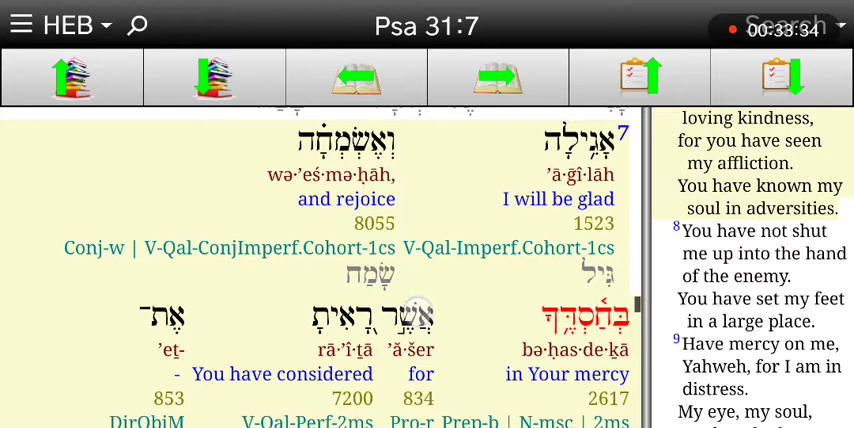 HEB
Psa 31:7
Search
00:33:34
7 אָגִ֥ילָה וְאֶשְׂמְחָ֗ה
’ā·ḡî·lāh wə·’eś·mə·ḥāh,
I will be glad and rejoice
1523 8055
V-Qal-Imperf.Cohort-1cs Conj-w | V-Qal-ConjImperf.Cohort-1cs
גִּיל שָׂמַח
בְּחַ֫סְדֶּ֥ךָ אֲשֶׁ֣ר רָ֭אִיתָ אֶת־
bə·ḥas·de·ḵā ’ă·šer rā·’î·ṯā ’eṯ-
in Your mercy for You have considered -
2617 834 7200 853
Prep-b | N-msc | 2ms Pro-r V-Qal-Perf-2ms DirObjM
loving kindness,
for you have seen
my affliction.
You have known my
soul in adversities.
8 You have not shut
me up into the hand
of the enemy.
You have set my feet
in a large place.
9 Have mercy on me,
Yahweh, for I am in
distress.
My eye, my soul,